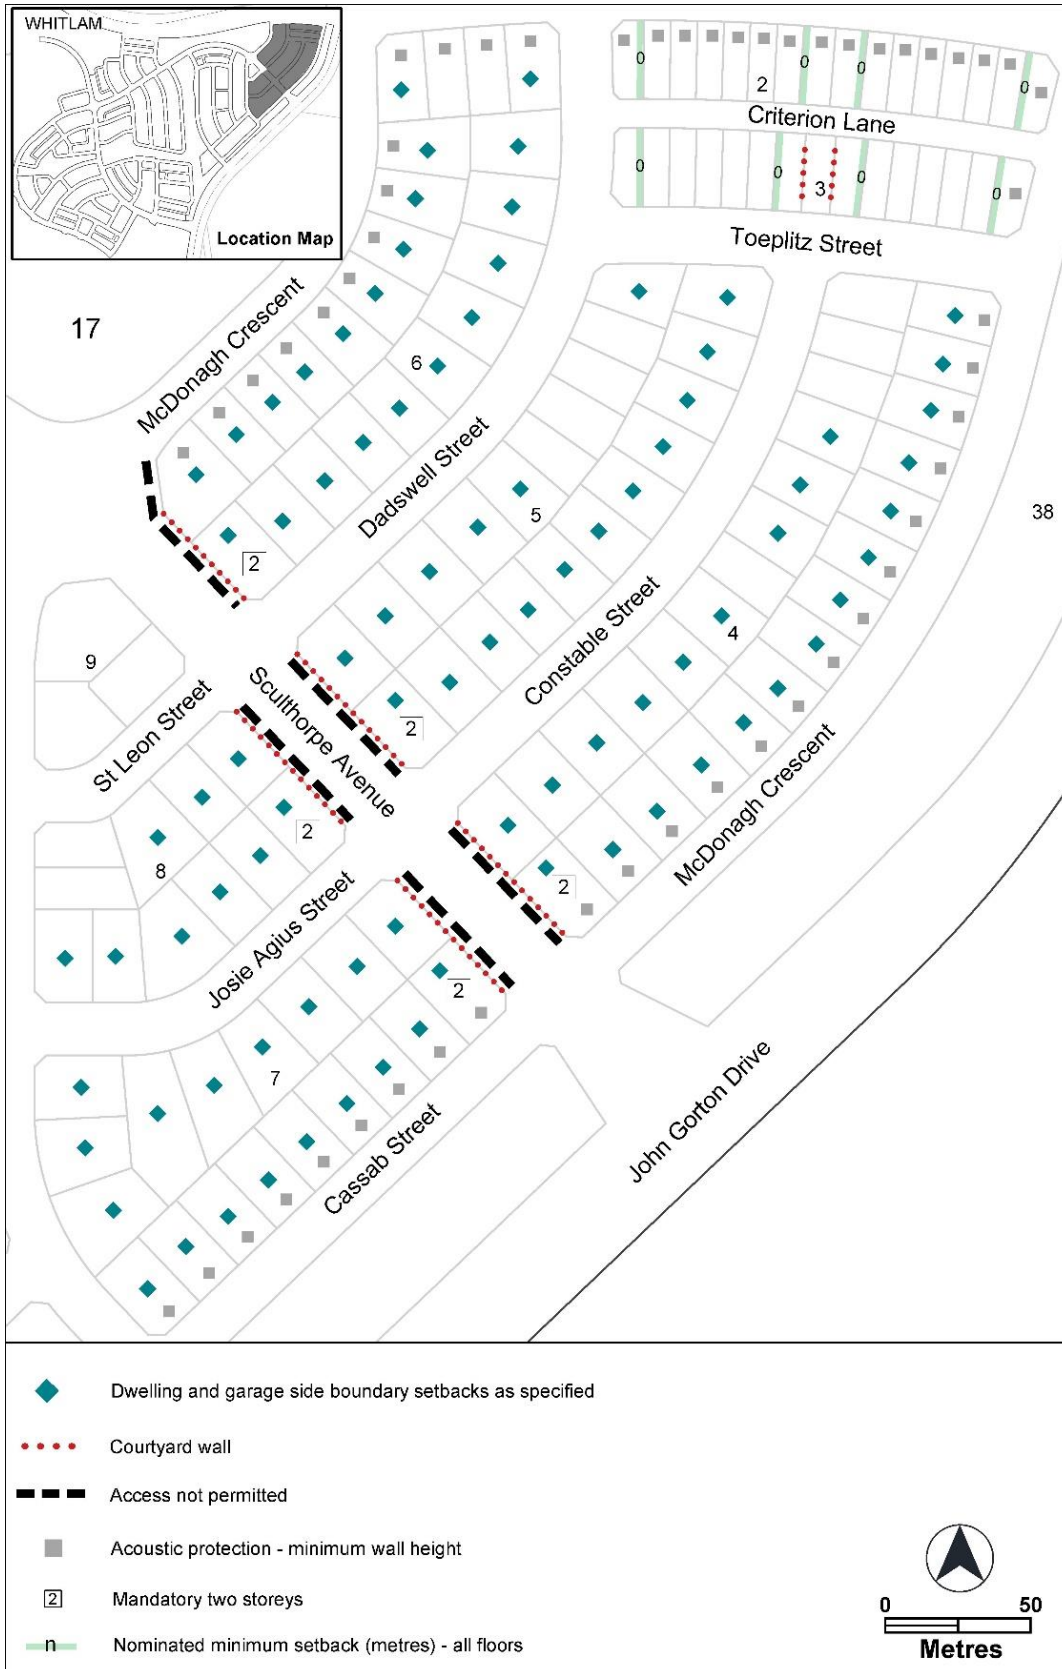 WHITLAM
Location Map
0
0
0
0
2
Criterion Lane
0
0
3
0
0
Toeplitz Street
17
McDonagh Crescent
6
Dadswell Street
5
38
2
Constable Street
4
9
St Leon Street
Sculthorpe Avenue
2
McDonagh Crescent
2
8
2
Josie Agius Street
2
7
Cassab Street
John Gorton Drive
Dwelling and garage side boundary setbacks as specified
Courtyard wall
Access not permitted
Acoustic protection - minimum wall height
2 Mandatory two storeys
n Nominated minimum setback (metres) - all floors
0 50
Metres